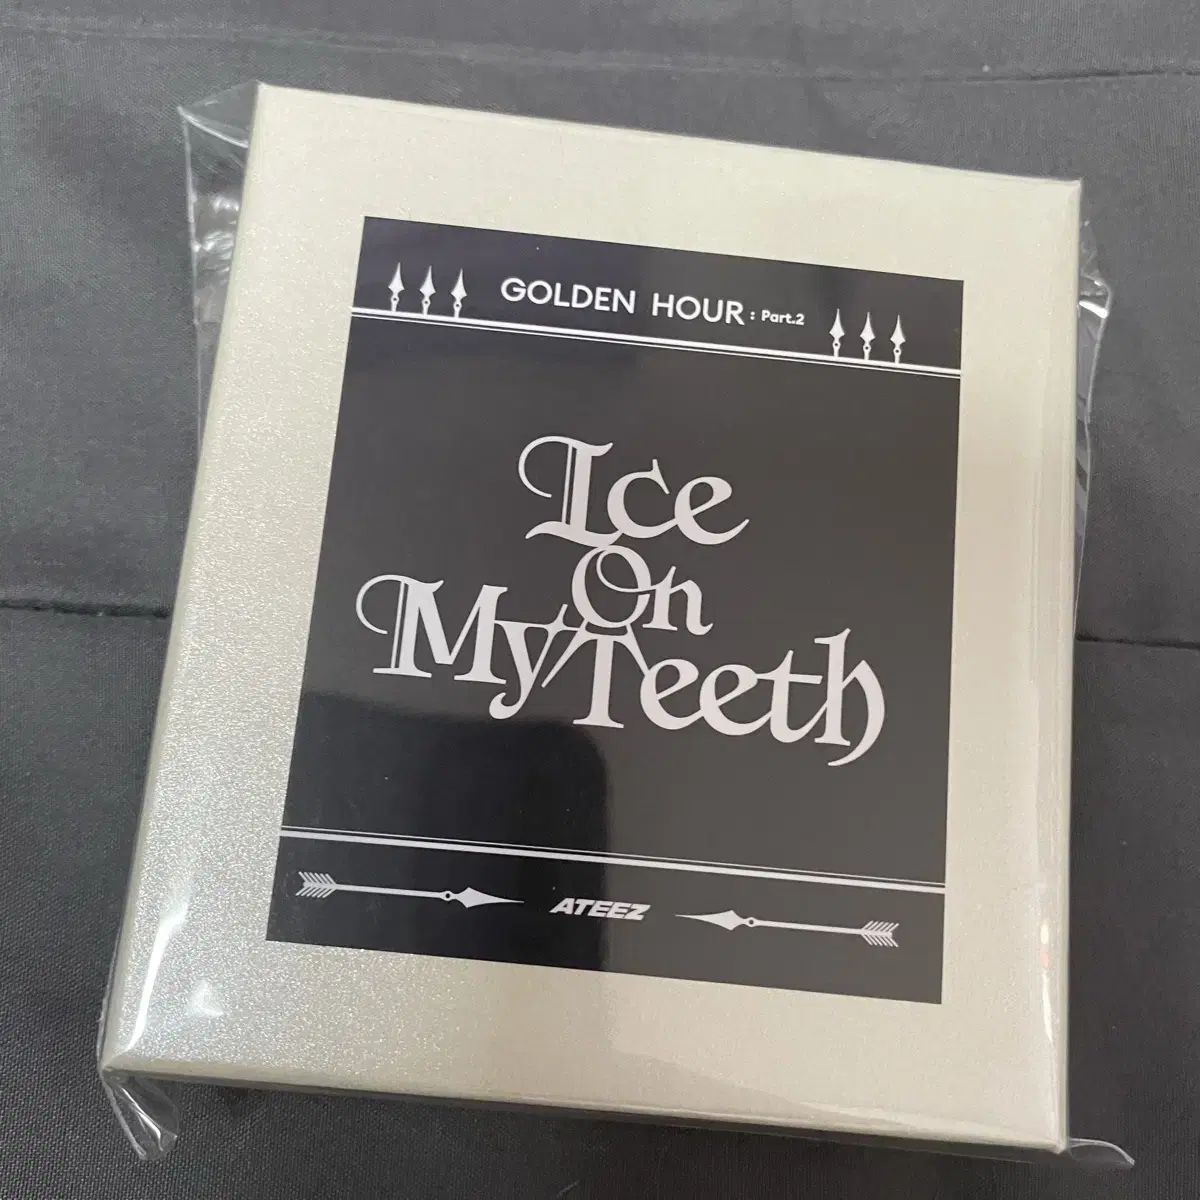 GOLDEN HOUR : Part.2
Ice
On
My Teeth
ATEEZ